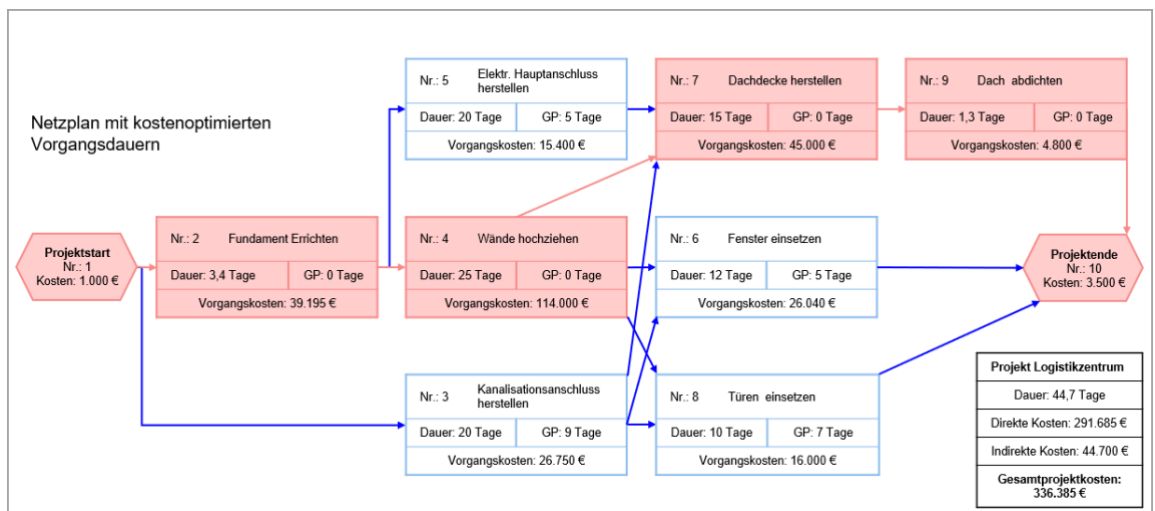 Netzplan mit kostenoptimierten
Vorgangsdauern
Projektstart
Nr.: 1
Kosten: 1.000 €
Nr.: 2 Fundament Errichten
Dauer: 3,4 Tage GP: 0 Tage
Vorgangskosten: 39.195 €
Nr.: 5 Elektr. Hauptanschluss
herstellen
Dauer: 20 Tage GP: 5 Tage
Vorgangskosten: 15.400 €
Nr.: 4 Wände hochziehen
Dauer: 25 Tage GP: 0 Tage
Vorgangskosten: 114.000 €
Nr.: 3 Kanalisationsanschluss
herstellen
Dauer: 20 Tage GP: 9 Tage
Vorgangskosten: 26.750 €
Nr.: 7 Dachdecke herstellen
Dauer: 15 Tage GP: 0 Tage
Vorgangskosten: 45.000 €
Nr.: 6 Fenster einsetzen
Dauer: 12 Tage GP: 5 Tage
Vorgangskosten: 26.040 €
Nr.: 8 Türen einsetzen
Dauer: 10 Tage GP: 7 Tage
Vorgangskosten: 16.000 €
Nr.: 9 Dach abdichten
Dauer: 1,3 Tage GP: 0 Tage
Vorgangskosten: 4.800 €
Projektende
Nr.: 10
Kosten: 3.500 €
Projekt Logistikzentrum
Dauer: 44,7 Tage
Direkte Kosten: 291.685 €
Indirekte Kosten: 44.700 €
Gesamtprojektkosten:
336.385 €